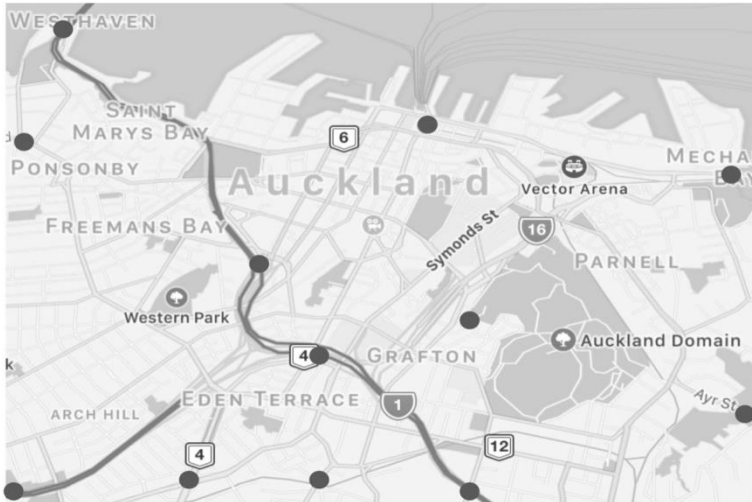 WESTHAVEN
SAINT
MARYS BAY
6
PONSONBY
MECHA
BAY
Auckland
Vector Arena
FREEMANS BAY
Symonds St
16
PARNELL
Western Park
4
GRAFTON
Auckland Domain
k
EDEN TERRACE
1
Ayr St
ARCH HILL
4
12